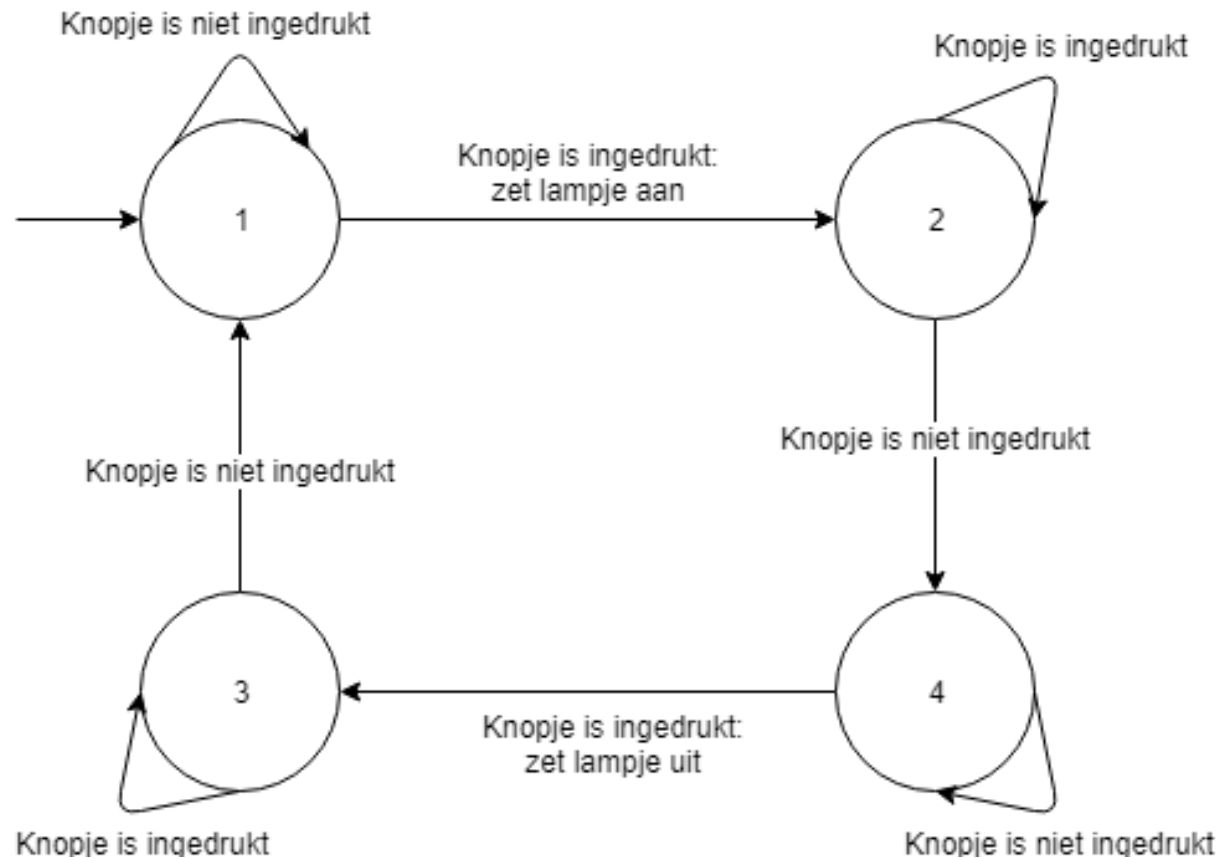 Knopje is niet ingedrukt
Knopje is ingedrukt
Knopje is ingedrukt:
zet lampje aan
1
2
Knopje is niet ingedrukt
Knopje is niet ingedrukt
3
4
Knopje is ingedrukt:
zet lampje uit
Knopje is ingedrukt
Knopje is niet ingedrukt